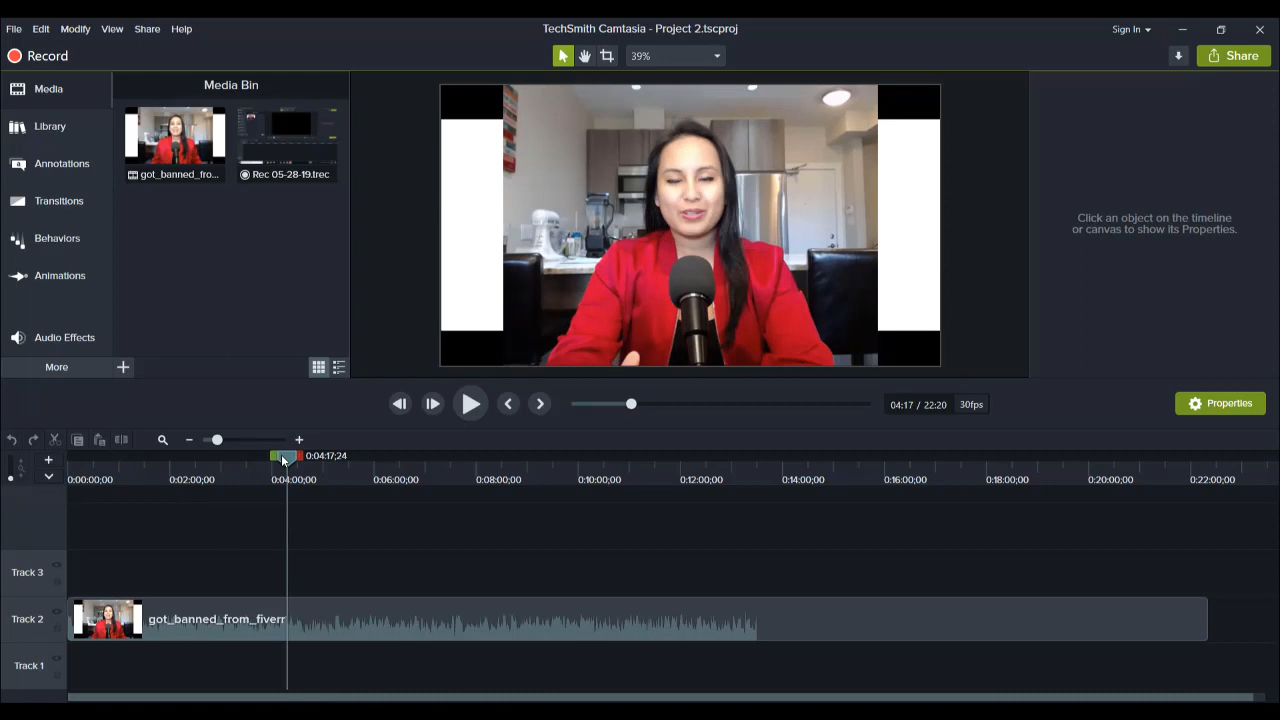 TechSmith Camtasia - Project 2.tscproj
File Edit Modify View Share Help
Sign In
Record
39%
Share
Media
Library
Annotations
Transitions
Behaviors
Animations
Audio Effects
More
Media Bin
got_banned_fro...
Rec 05-28-19.trec
Click an object on the timeline
or canvas to show its Properties.
04:17 / 22:20
30fps
Properties
0:04:17;24
0:00:00;00 0:02:00;00 0:04:00;00 0:06:00;00 0:08:00;00 0:10:00;00 0:12:00;00 0:14:00;00 0:16:00;00 0:18:00;00 0:20:00;00 0:22:00;00
Track 3
Track 2
got_banned_from_fiverr
Track 1